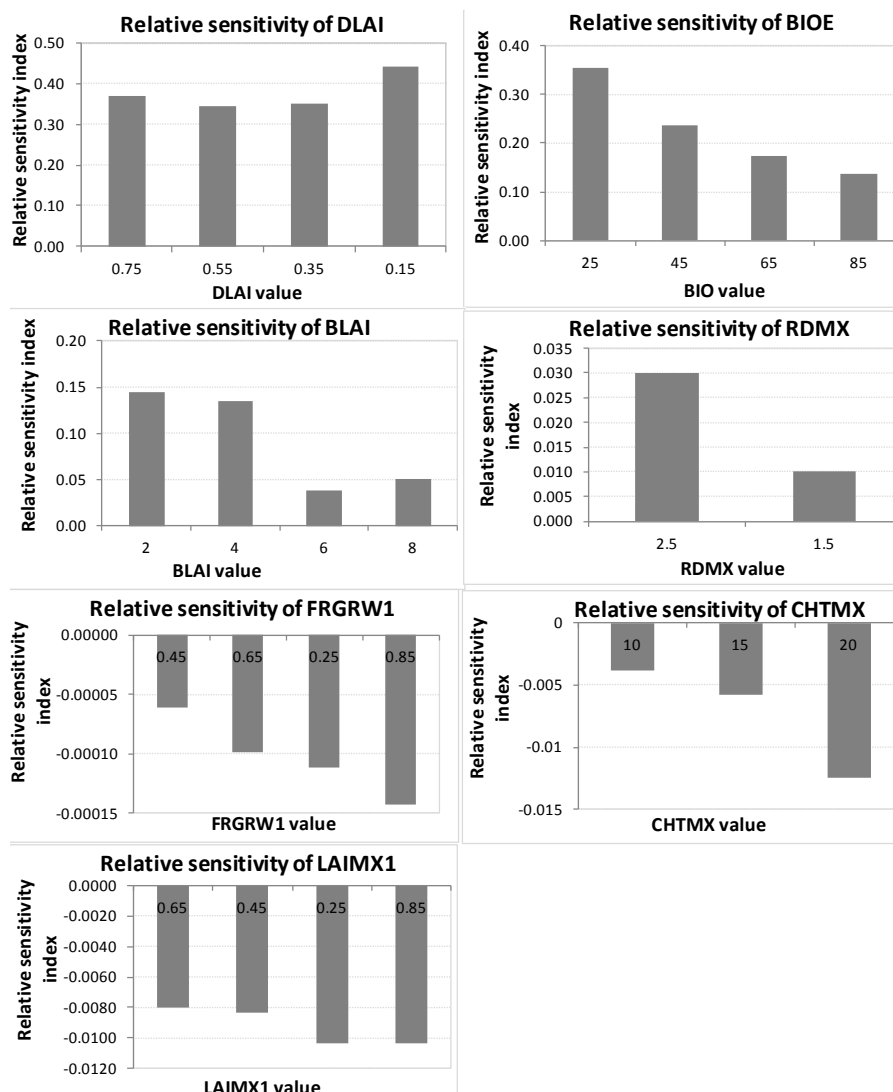 Relative sensitivity of DLAI
Relative sensitivity index
0.50
0.40
0.30
0.20
0.10
0.00
0.75 0.55 0.35 0.15
DLAI value
Relative sensitivity of BIOE
Relative sensitivity index
0.40
0.30
0.20
0.10
0.00
25 45 65 85
BIO value
Relative sensitivity of BLAI
Relative sensitivity index
0.20
0.15
0.10
0.05
0.00
2 4 6 8
BLAI value
Relative sensitivity of RDMX
Relative sensitivity
index
0.035
0.030
0.025
0.020
0.015
0.010
0.005
0.000
2.5 1.5
RDMX value
Relative sensitivity of FRGRW1
Relative sensitivity
index
0.00000
-0.00005
-0.00010
-0.00015
0.45 0.65 0.25 0.85
FRGRW1 value
Relative sensitivity of CHTMX
Relative sensitivity
index
0
-0.005
-0.01
-0.015
10 15 20
CHTMX value
Relative sensitivity of LAIMX1
Relative sensitivity
index
0.0000
-0.0020
-0.0040
-0.0060
-0.0080
-0.0100
-0.0120
0.65 0.45 0.25 0.85
LAIMX1 value